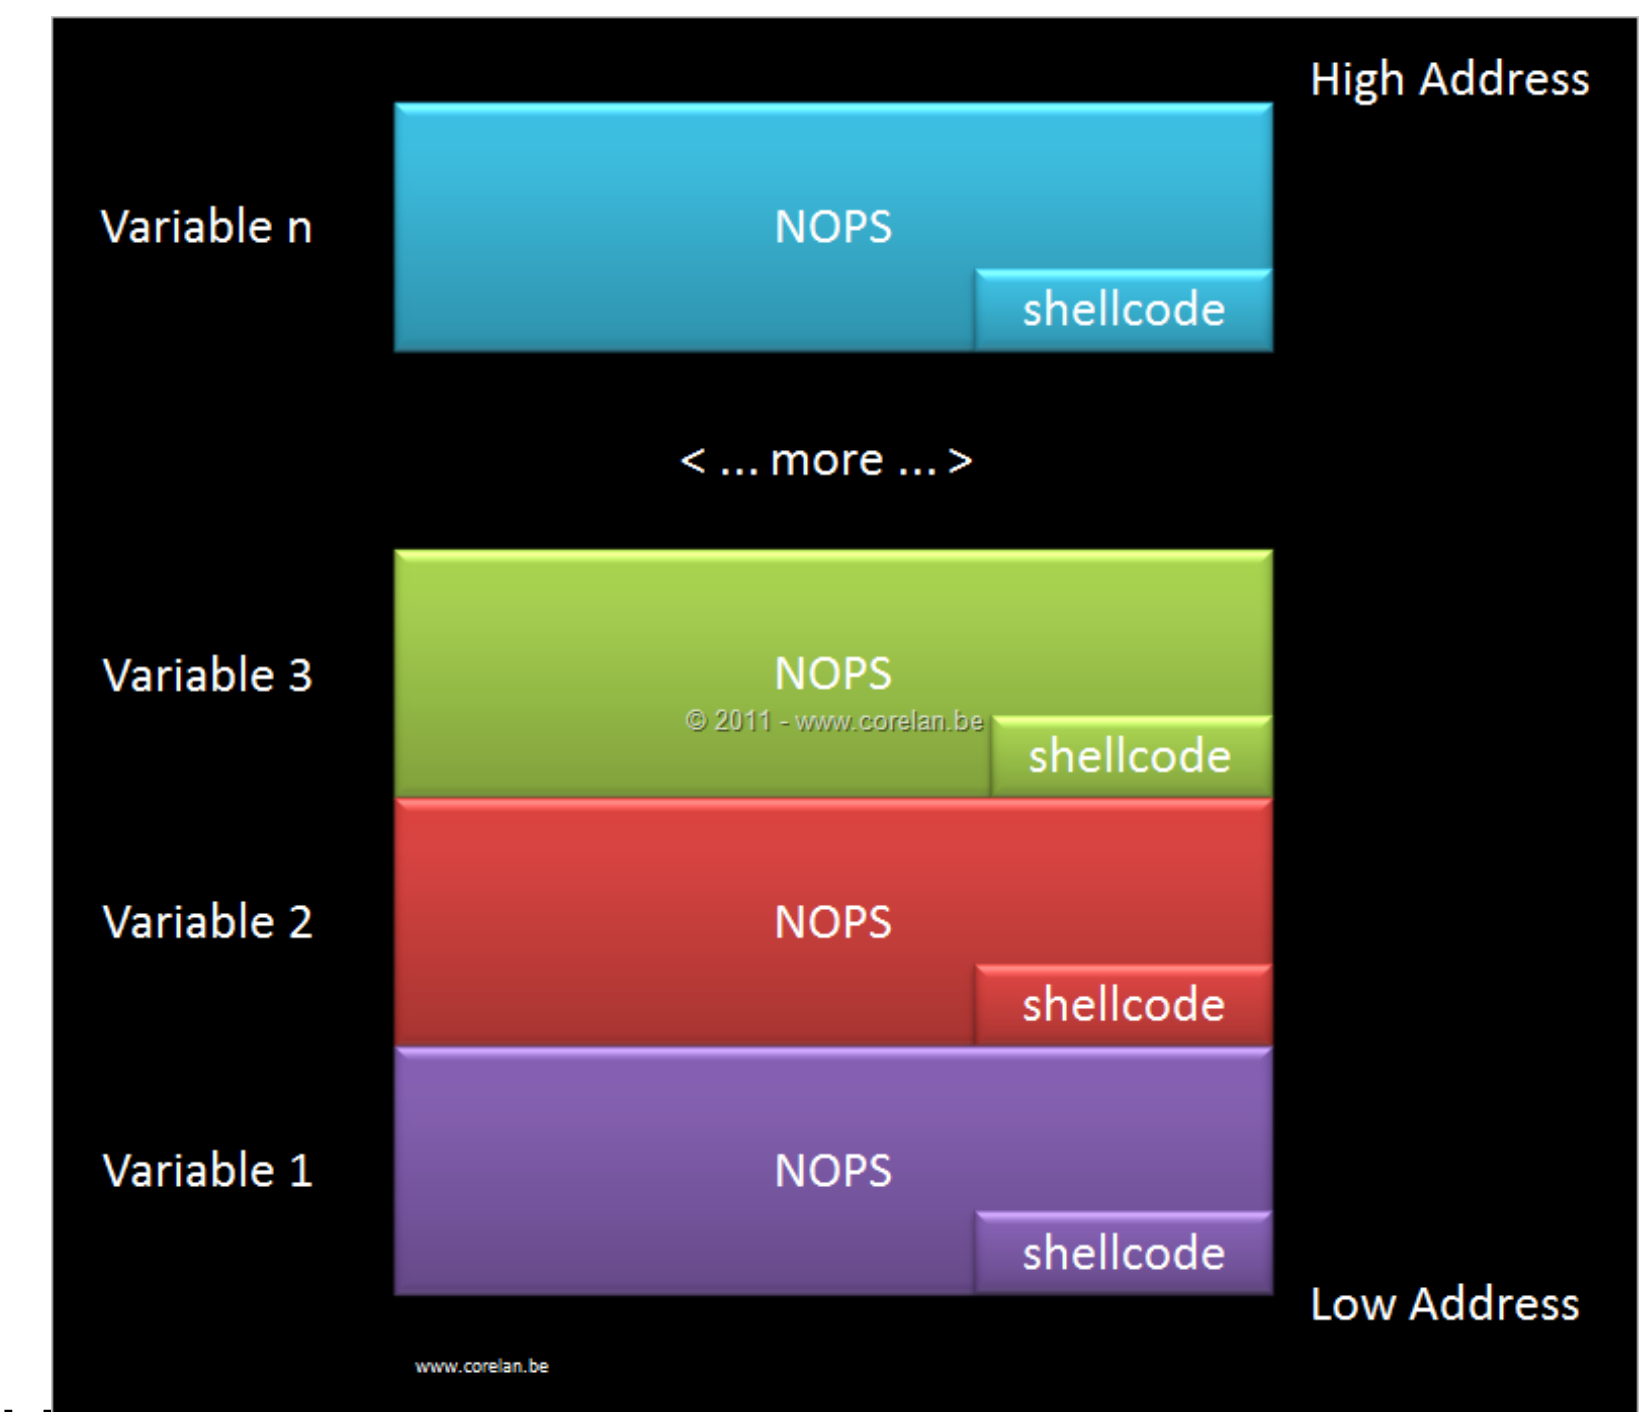 High Address
Variable n
NOPS
shellcode
< ... more ... >
Variable 3
NOPS
© 2011 - www.corelan.be
shellcode
Variable 2
NOPS
shellcode
Variable 1
NOPS
shellcode
Low Address
www.corelan.be